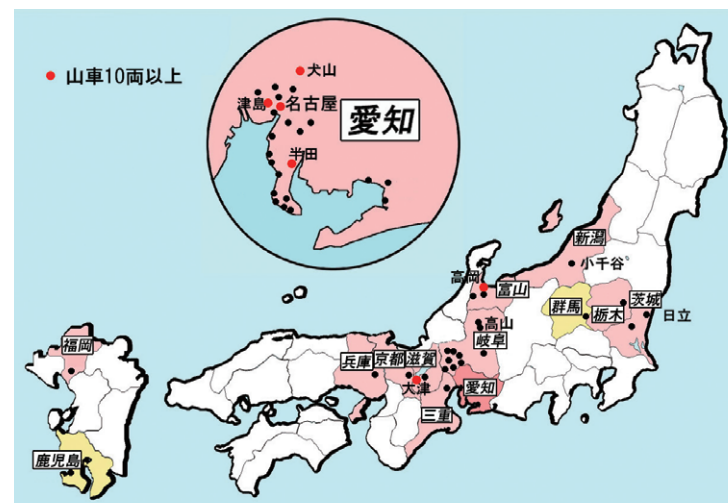 山車10両以上
犬山
津島
名古屋
愛知
半田
新潟
小千谷
高岡
富山
群馬
栃木
茨城
日立
高山
岐阜
福岡
兵庫
京都
滋賀
大津
愛知
三重
鹿児島